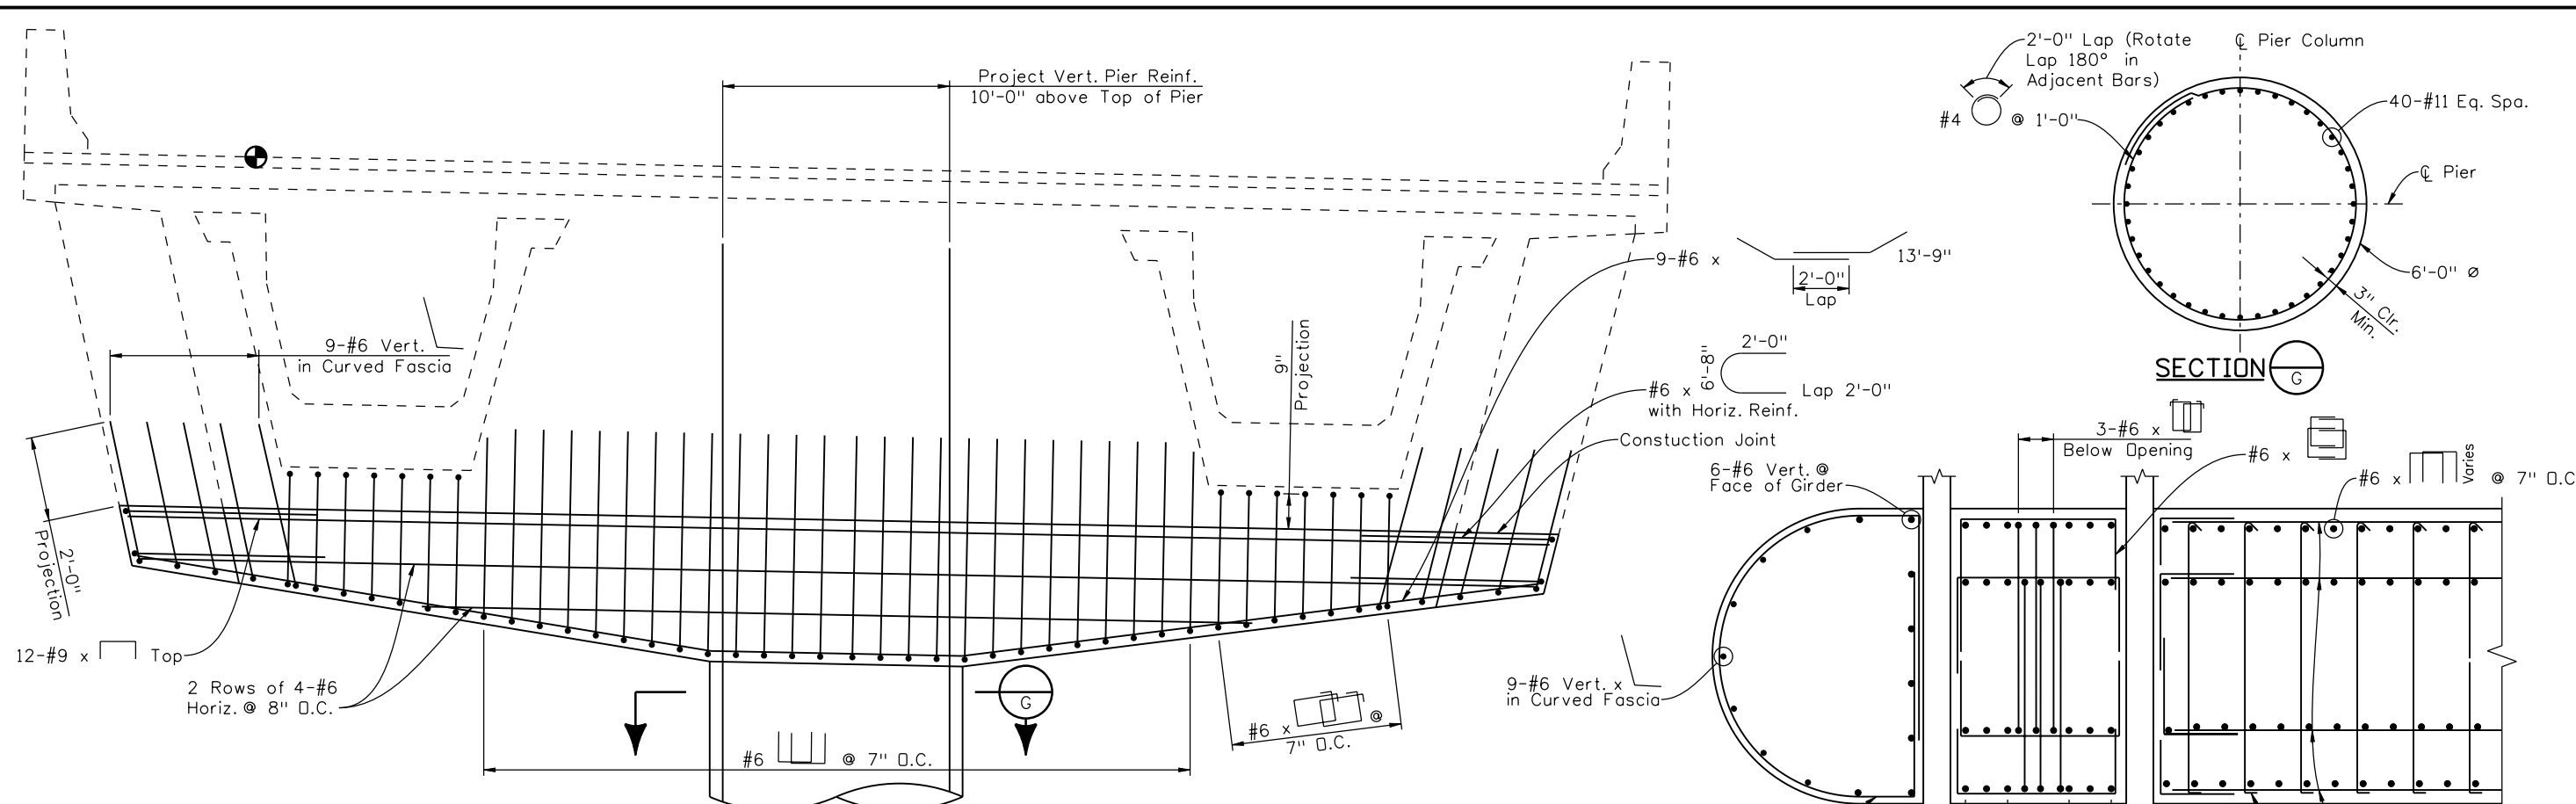 Project Vert. Pier Reinf.
10'-0" above Top of Pier
9-#6 Vert.
in Curved Fascia
2'-0"
Projection
12-#9 x Top
2 Rows of 4-#6
Horiz. @ 8" O.C.
#6 @ 7" O.C.
G
#6 x @
7" O.C.
9"
Projection
9-#6 x 13'-9"
2'-0"
Lap
2'-0"
6'-8"
#6 x Lap 2'-0"
with Horiz. Reinf.
Constuction Joint
2'-0" Lap (Rotate
Lap 180° in
Adjacent Bars)
#4 @ 1'-0"
℄ Pier Column
40-#11 Eq. Spa.
℄ Pier
6'-0" ⌀
3" Clr.
Min.
SECTION G
6-#6 Vert. @
Face of Girder
3-#6 x
Below Opening
#6 x
#6 x Varies @ 7" O.C
9-#6 Vert. x
in Curved Fascia